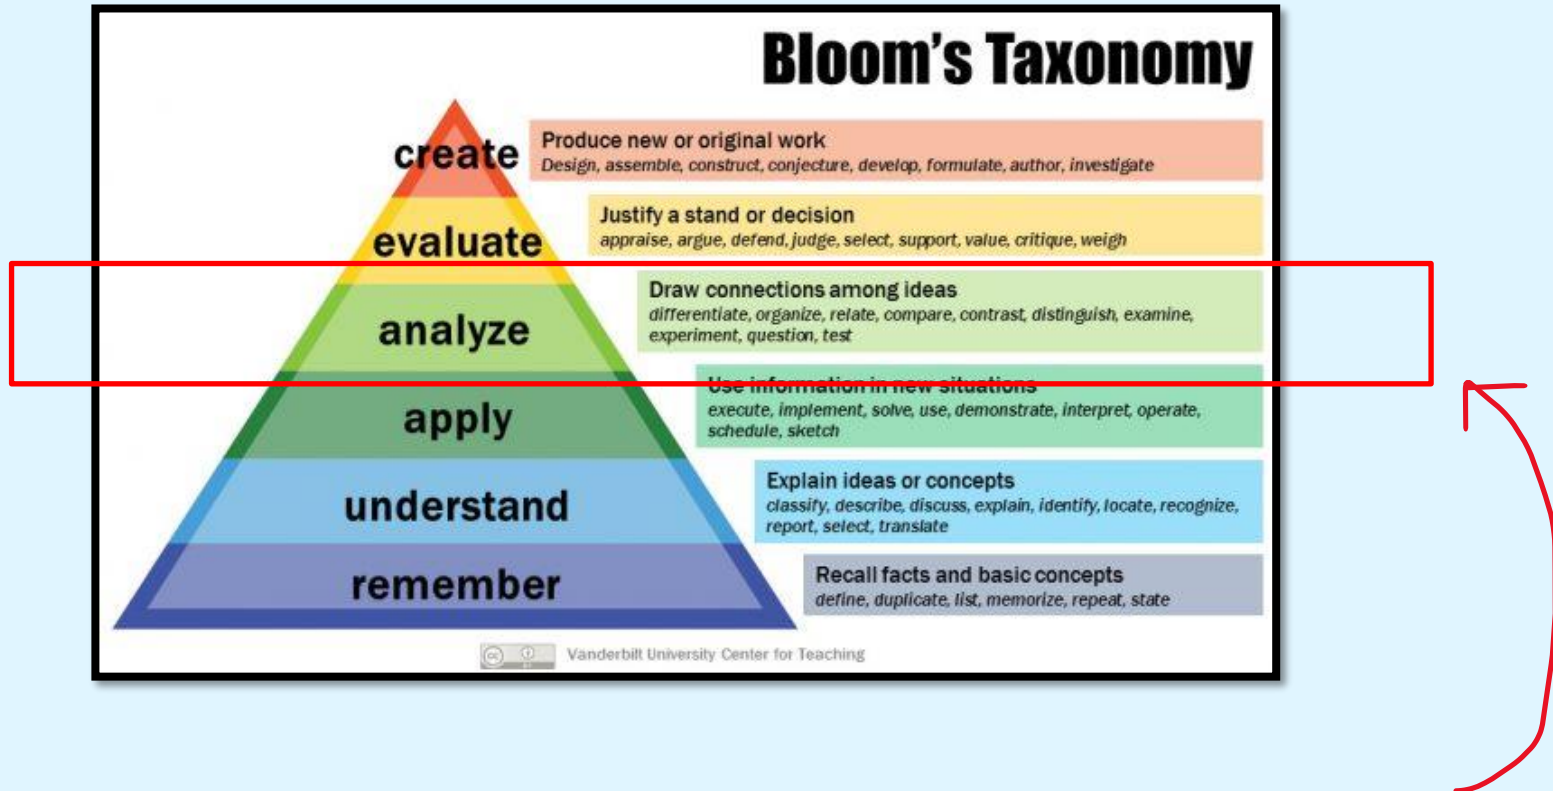 Bloom's Taxonomy
create
Produce new or original work
Design, assemble, construct, conjecture, develop, formulate, author, investigate
evaluate
Justify a stand or decision
appraise, argue, defend, judge, select, support, value, critique, weigh
analyze
Draw connections among ideas
differentiate, organize, relate, compare, contrast, distinguish, examine,
experiment, question, test
apply
Use information in new situations
execute, implement, solve, use, demonstrate, interpret, operate,
schedule, sketch
understand
Explain ideas or concepts
classify, describe, discuss, explain, identify, locate, recognize,
report, select, translate
remember
Recall facts and basic concepts
define, duplicate, list, memorize, repeat, state
cc
Vanderbilt University Center for Teaching